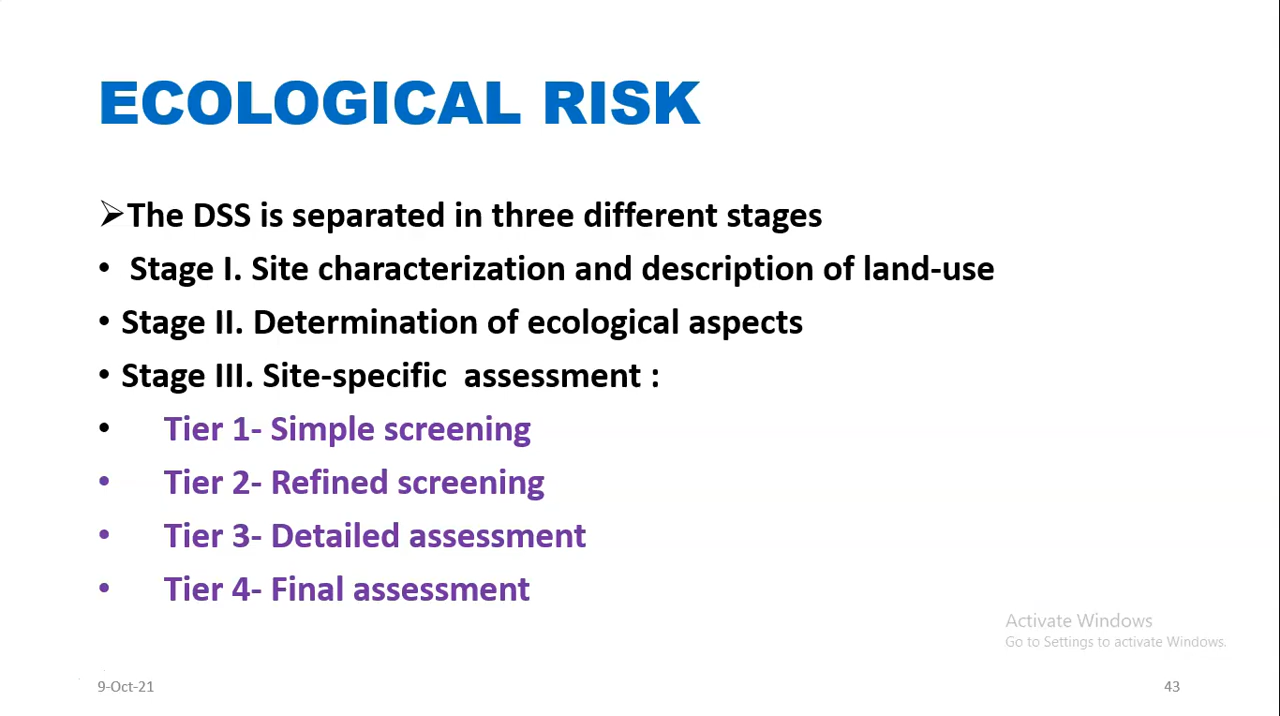 ECOLOGICAL RISK
➢The DSS is separated in three different stages
• Stage I. Site characterization and description of land-use
• Stage II. Determination of ecological aspects
• Stage III. Site-specific assessment :
• Tier 1- Simple screening
• Tier 2- Refined screening
• Tier 3- Detailed assessment
• Tier 4- Final assessment
Activate Windows
Go to Settings to activate Windows.
9-Oct-21
43